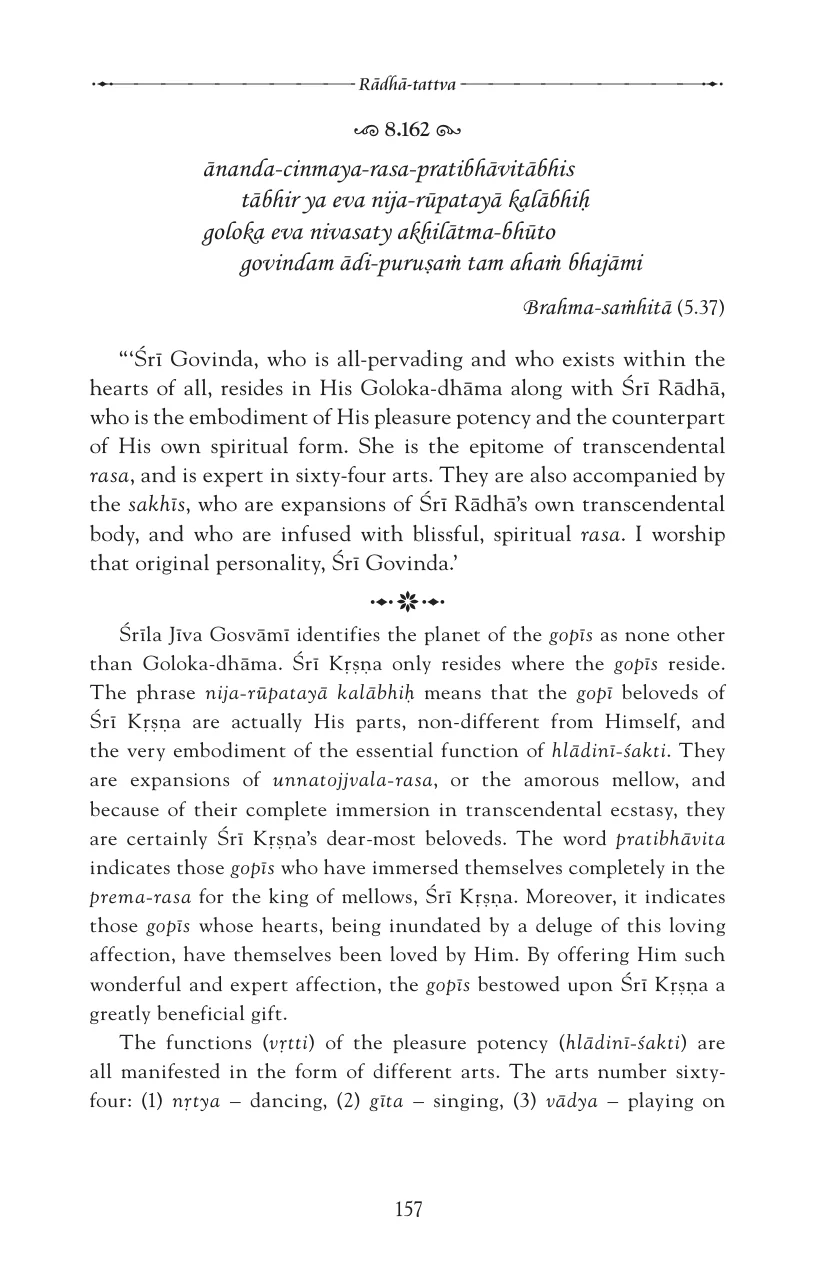 Rādhā-tattva
8.162
ānanda-cinmaya-rasa-pratibhāvitābhis
tābhir ya eva nija-rūpatayā kalābhiḥ
goloka eva nivasaty akhilātma-bhūto
govindam ādi-puruṣaṁ tam ahaṁ bhajāmi
Brahma-saṁhitā (5.37)
“‘Śrī Govinda, who is all-pervading and who exists within the
hearts of all, resides in His Goloka-dhāma along with Śrī Rādhā,
who is the embodiment of His pleasure potency and the counterpart
of His own spiritual form. She is the epitome of transcendental
rasa, and is expert in sixty-four arts. They are also accompanied by
the sakhīs, who are expansions of Śrī Rādhā’s own transcendental
body, and who are infused with blissful, spiritual rasa. I worship
that original personality, Śrī Govinda.’
Śrīla Jīva Gosvāmī identifies the planet of the gopīs as none other
than Goloka-dhāma. Śrī Kṛṣṇa only resides where the gopīs reside.
The phrase nija-rūpatayā kalābhiḥ means that the gopī beloveds of
Śrī Kṛṣṇa are actually His parts, non-different from Himself, and
the very embodiment of the essential function of hlādinī-śakti. They
are expansions of unnatojjvala-rasa, or the amorous mellow, and
because of their complete immersion in transcendental ecstasy, they
are certainly Śrī Kṛṣṇa’s dear-most beloveds. The word pratibhāvita
indicates those gopīs who have immersed themselves completely in the
prema-rasa for the king of mellows, Śrī Kṛṣṇa. Moreover, it indicates
those gopīs whose hearts, being inundated by a deluge of this loving
affection, have themselves been loved by Him. By offering Him such
wonderful and expert affection, the gopīs bestowed upon Śrī Kṛṣṇa a
greatly beneficial gift.
The functions (vṛtti) of the pleasure potency (hlādinī-śakti) are
all manifested in the form of different arts. The arts number sixty-
four: (1) nṛtya – dancing, (2) gīta – singing, (3) vādya – playing on
157